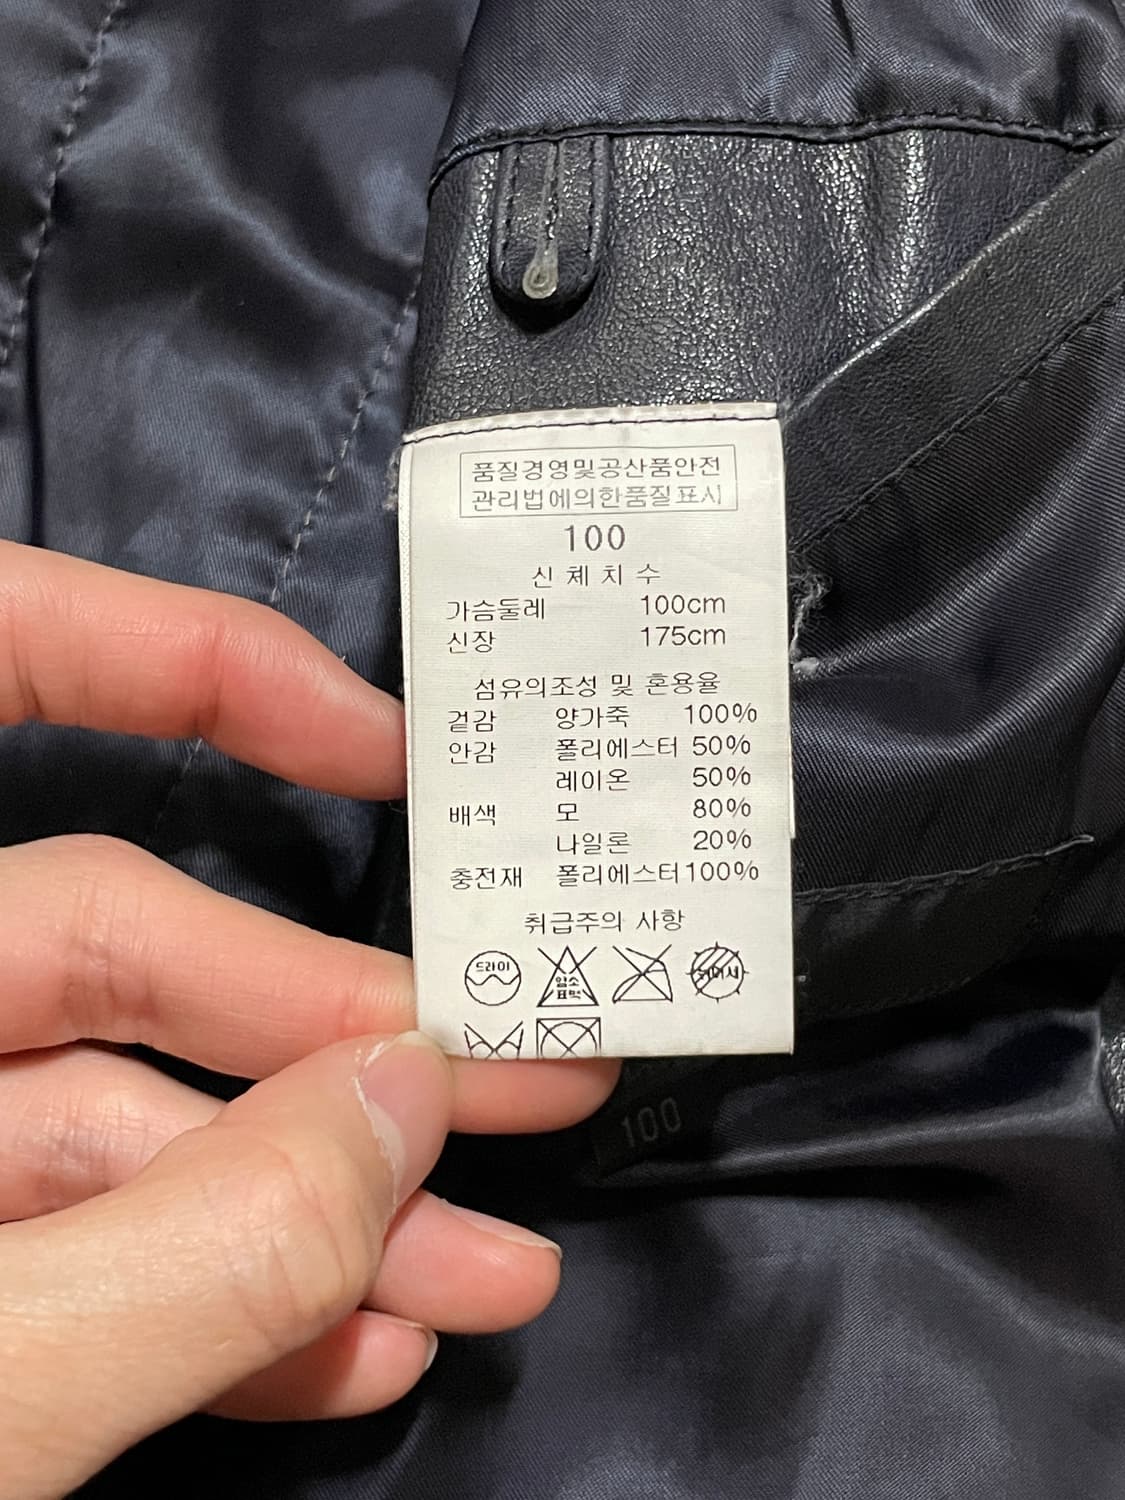 품질경영및공산품안전
관리법에의한품질표시
100
신체치수
가슴둘레 100cm
신장 175cm
섬유의조성 및 혼용율
겉감 양가죽 100%
안감 폴리에스터 50%
레이온 50%
배색 모 80%
나일론 20%
충전재 폴리에스터 100%
취급주의 사항
드라이
염소
표백
100